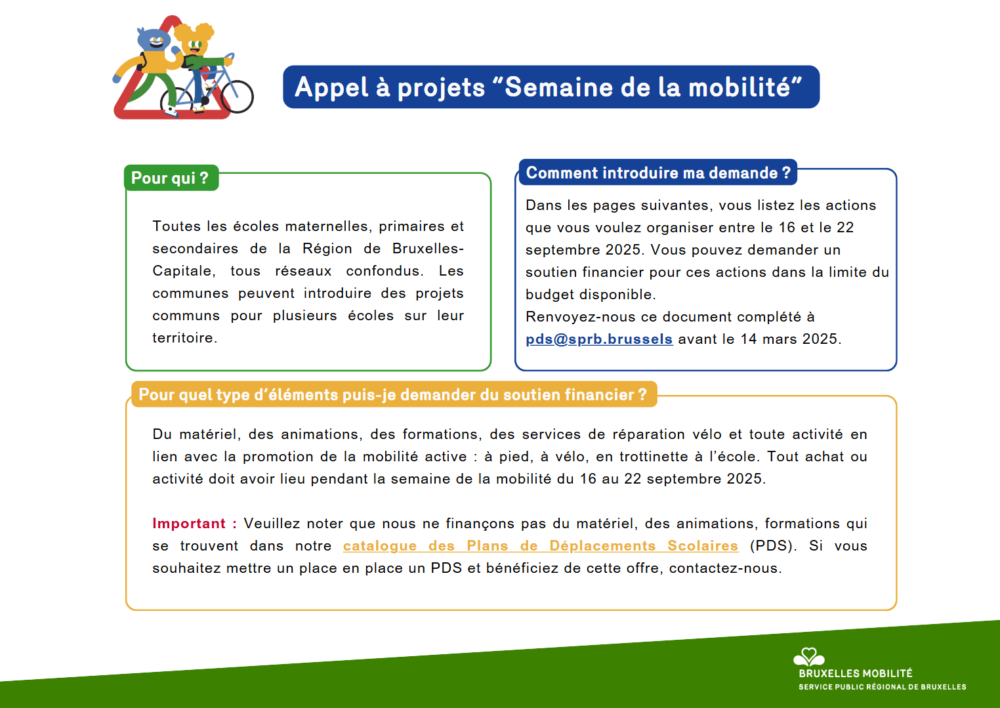 Appel à projets “Semaine de la mobilité”
Pour qui ?
Toutes les écoles maternelles, primaires et
secondaires de la Région de Bruxelles-
Capitale, tous réseaux confondus. Les
communes peuvent introduire des projets
communs pour plusieurs écoles sur leur
territoire.
Comment introduire ma demande ?
Dans les pages suivantes, vous listez les actions
que vous voulez organiser entre le 16 et le 22
septembre 2025. Vous pouvez demander un
soutien financier pour ces actions dans la limite du
budget disponible.
Renvoyez-nous ce document complété à
pds@sprb.brussels avant le 14 mars 2025.
Pour quel type d’éléments puis-je demander du soutien financier ?
Du matériel, des animations, des formations, des services de réparation vélo et toute activité en
lien avec la promotion de la mobilité active : à pied, à vélo, en trottinette à l’école. Tout achat ou
activité doit avoir lieu pendant la semaine de la mobilité du 16 au 22 septembre 2025.
Important : Veuillez noter que nous ne finançons pas du matériel, des animations, formations qui
se trouvent dans notre catalogue des Plans de Déplacements Scolaires (PDS). Si vous
souhaitez mettre un place en place un PDS et bénéficiez de cette offre, contactez-nous.
BRUXELLES MOBILITÉ
SERVICE PUBLIC RÉGIONAL DE BRUXELLES